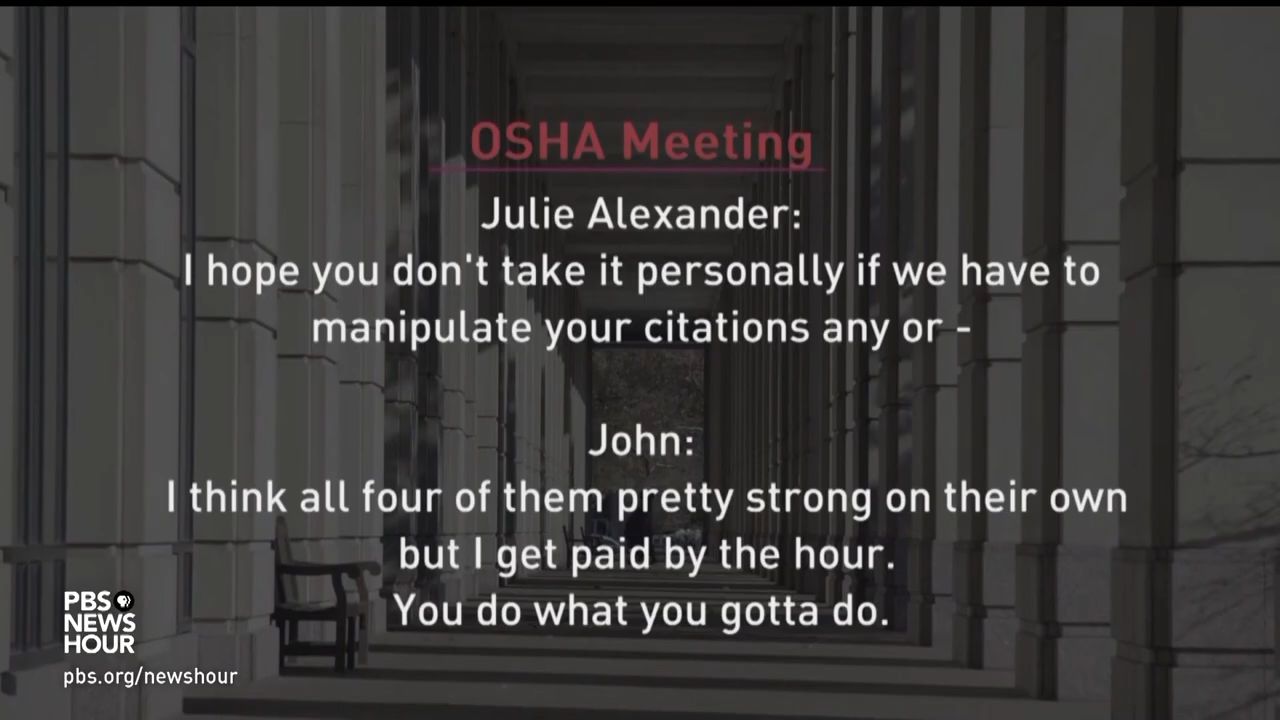 OSHA Meeting
Julie Alexander:
I hope you don't take it personally if we have to
manipulate your citations any or -
John:
I think all four of them pretty strong on their own
but I get paid by the hour.
You do what you gotta do.
PBS
NEWS
HOUR
pbs.org/newshour